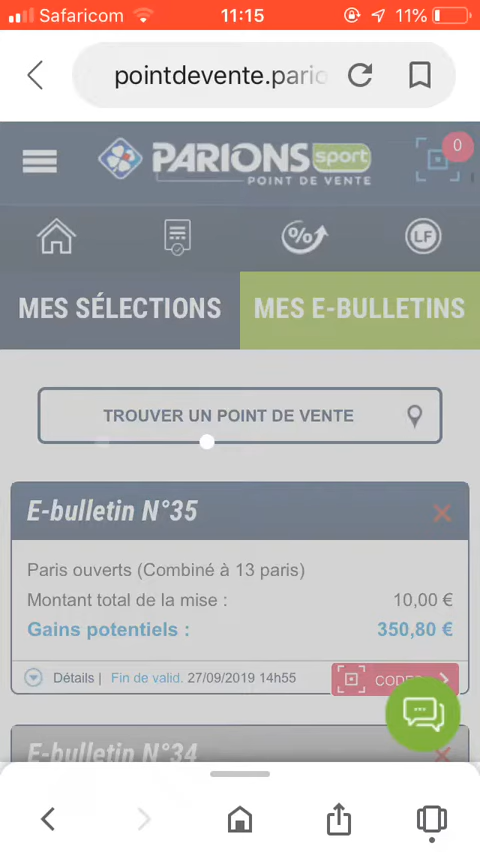 Safaricom 11:15 11%
pointdevente.pario
PARIONS sport
POINT DE VENTE
0
% LF
MES SÉLECTIONS MES E-BULLETINS
TROUVER UN POINT DE VENTE
E-bulletin N°35
Paris ouverts (Combiné à 13 paris)
Montant total de la mise : 10,00 €
Gains potentiels : 350,80 €
Détails | Fin de valid. 27/09/2019 14h55
E-bulletin N°34